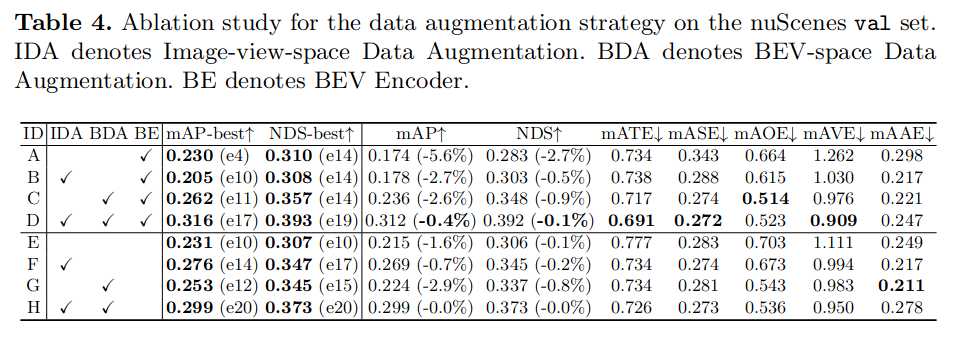 Table 4. Ablation study for the data augmentation strategy on the nuScenes val set.
IDA denotes Image-view-space Data Augmentation. BDA denotes BEV-space Data
Augmentation. BE denotes BEV Encoder.
ID IDA BDA BE mAP-best↑ NDS-best↑ mAP↑ NDS↑ mATE↓ mASE↓ mAOE↓ mAVE↓ mAAE↓
A ✓ 0.230 (e4) 0.310 (e14) 0.174 (-5.6%) 0.283 (-2.7%) 0.734 0.343 0.664 1.262 0.298
B ✓ ✓ 0.205 (e10) 0.308 (e14) 0.178 (-2.7%) 0.303 (-0.5%) 0.738 0.288 0.615 1.030 0.217
C ✓ ✓ 0.262 (e11) 0.357 (e14) 0.236 (-2.6%) 0.348 (-0.9%) 0.717 0.274 0.514 0.976 0.221
D ✓ ✓ ✓ 0.316 (e17) 0.393 (e19) 0.312 (-0.4%) 0.392 (-0.1%) 0.691 0.272 0.523 0.909 0.247
E 0.231 (e10) 0.307 (e10) 0.215 (-1.6%) 0.306 (-0.1%) 0.777 0.283 0.703 1.111 0.249
F ✓ 0.276 (e14) 0.347 (e17) 0.269 (-0.7%) 0.345 (-0.2%) 0.734 0.274 0.673 0.994 0.217
G ✓ 0.253 (e12) 0.345 (e15) 0.224 (-2.9%) 0.337 (-0.8%) 0.734 0.281 0.543 0.983 0.211
H ✓ ✓ 0.299 (e20) 0.373 (e20) 0.299 (-0.0%) 0.373 (-0.0%) 0.726 0.273 0.536 0.950 0.278